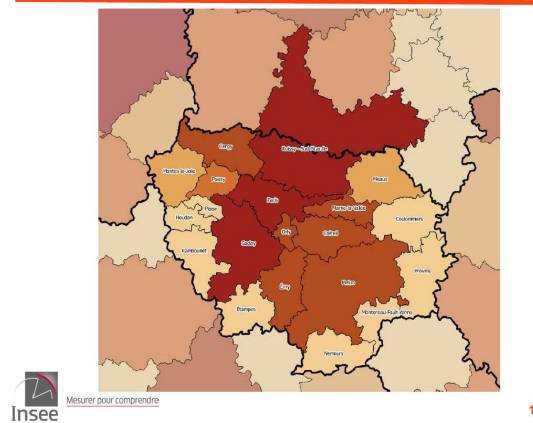 Cergy
Roissy - Sud Picardie
Mantes-la-Jolie
Poissy
Meaux
Plaisir
Paris
Marne-la-Vallée
Houdan
Coulommiers
Orly
Créteil
Saclay
Rambouillet
Provins
Évry
Melun
Étampes
Montereau-Fault-Yonne
Nemours
Insee
Mesurer pour comprendre
1